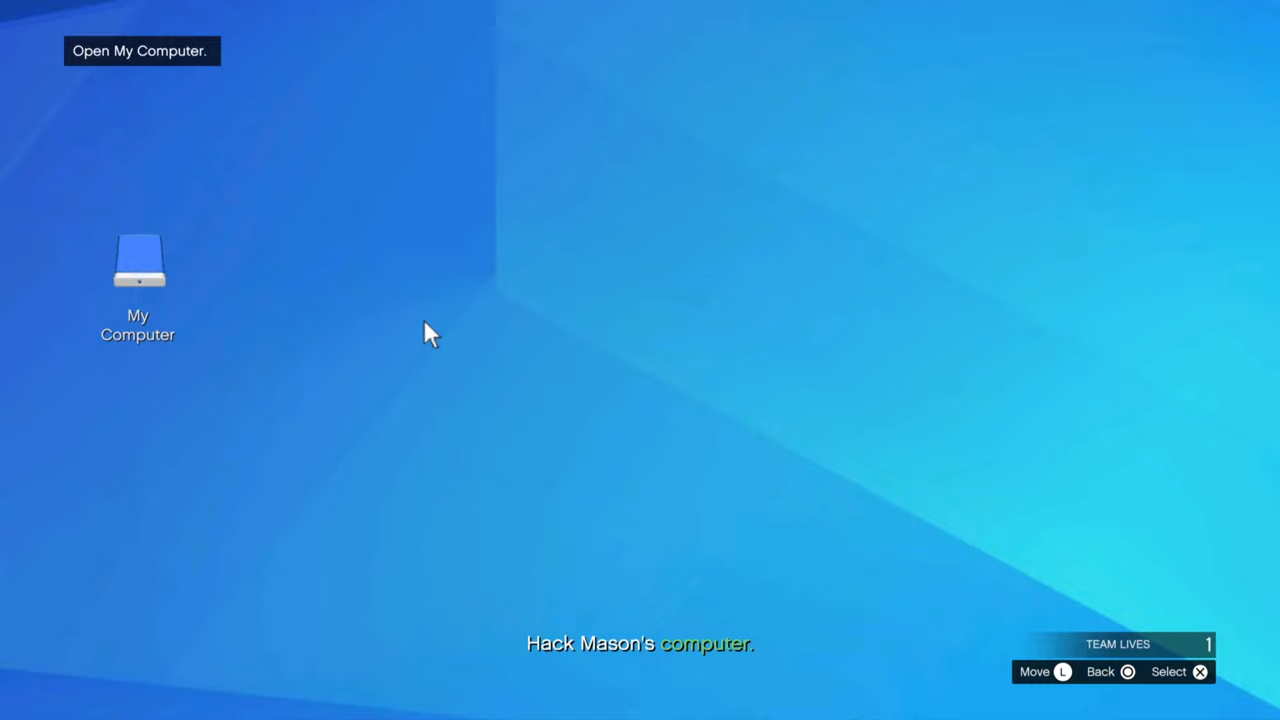 Open My Computer.
My
Computer
Hack Mason's computer.
TEAM LIVES 1
Move L Back Select